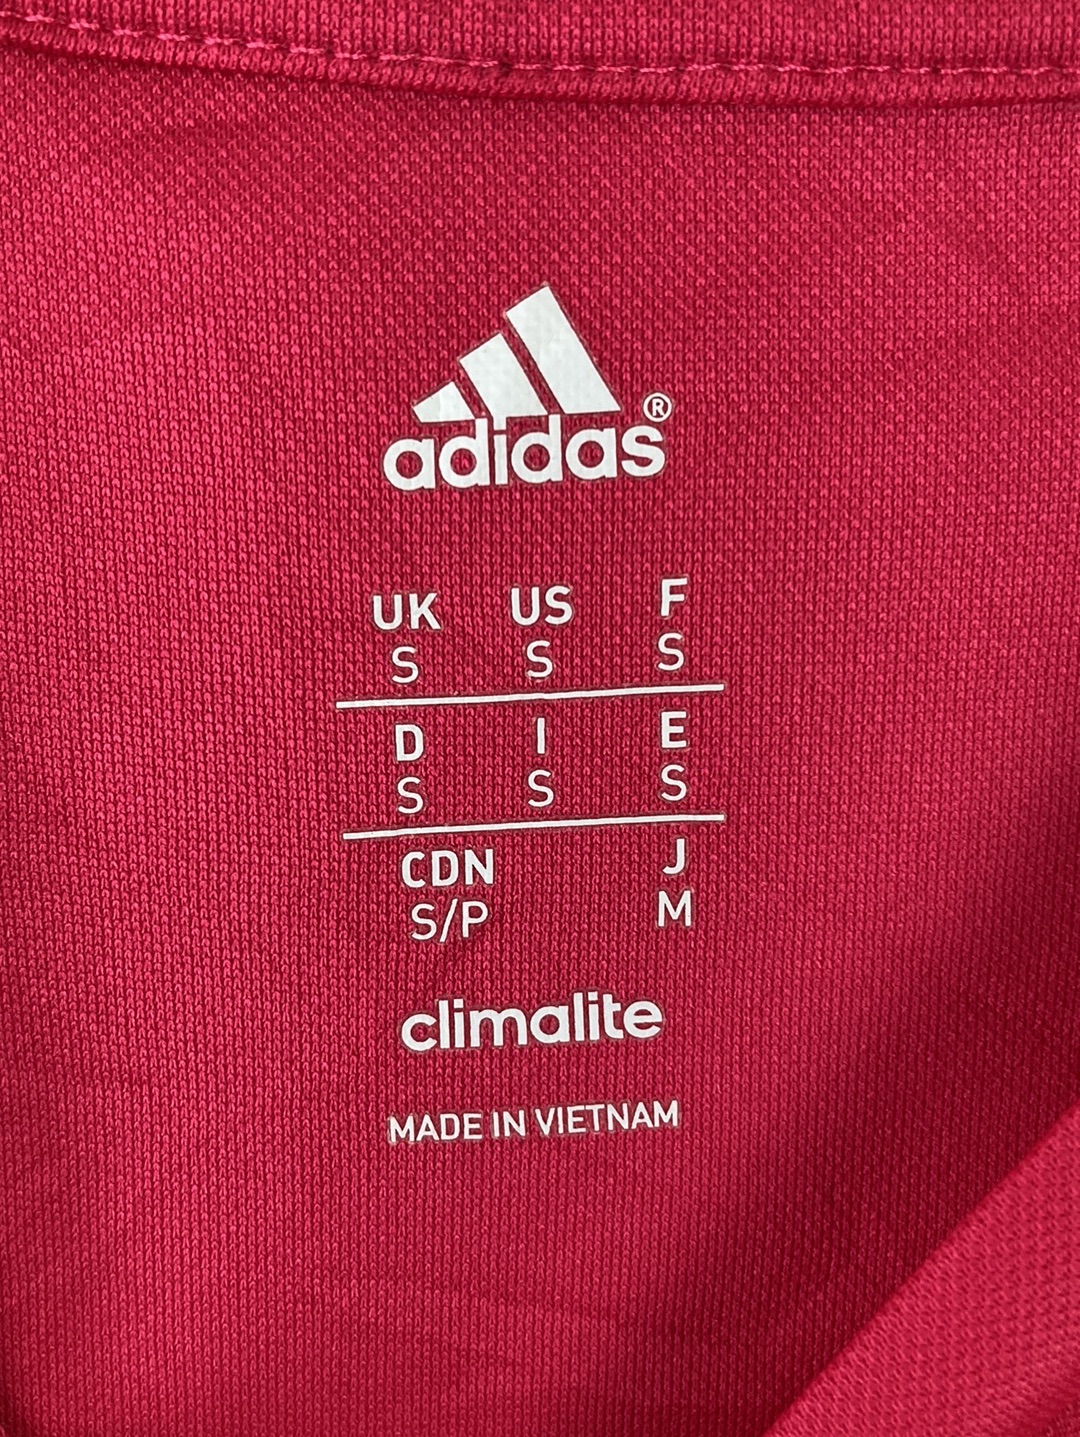 adidas®
UK US F
S S S
D I E
S S S
CDN J
S/P M
climalite
MADE IN VIETNAM